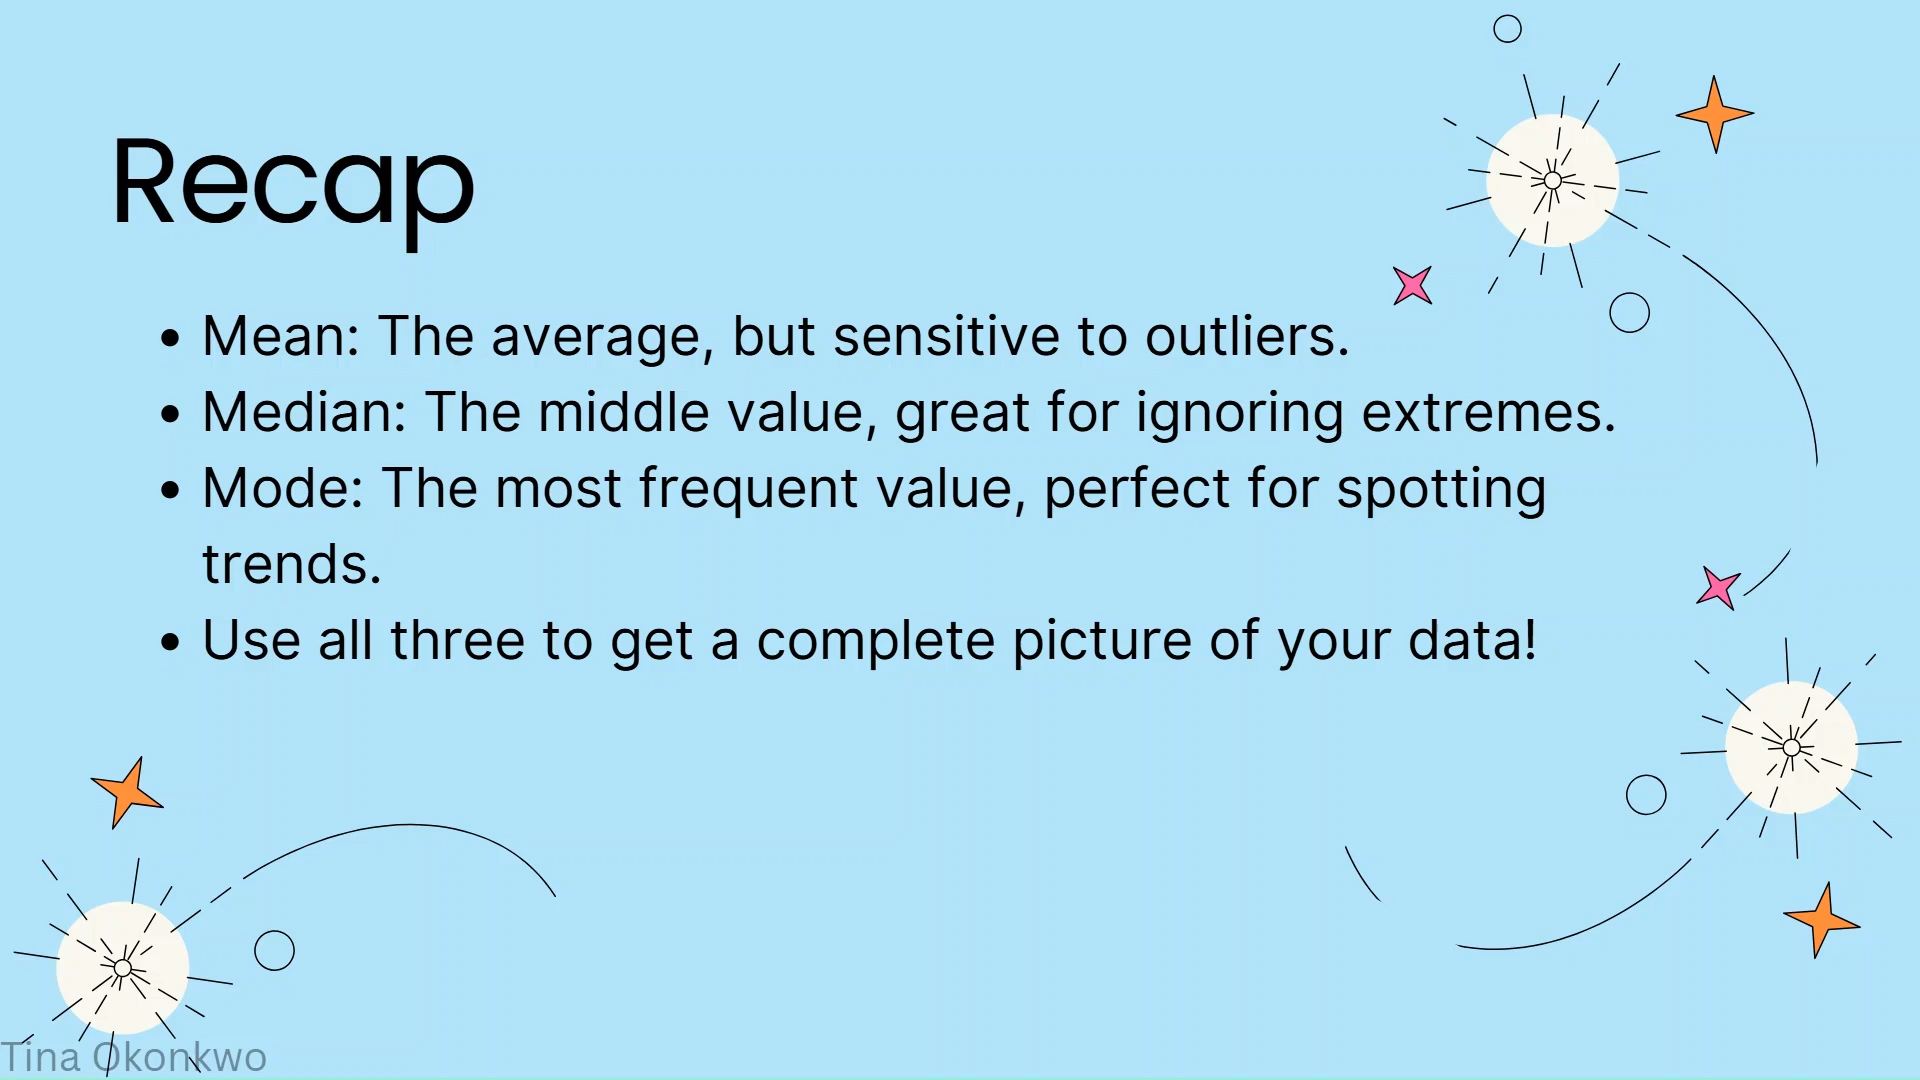 Recap
• Mean: The average, but sensitive to outliers.
• Median: The middle value, great for ignoring extremes.
• Mode: The most frequent value, perfect for spotting
trends.
• Use all three to get a complete picture of your data!
Tina Okonkwo